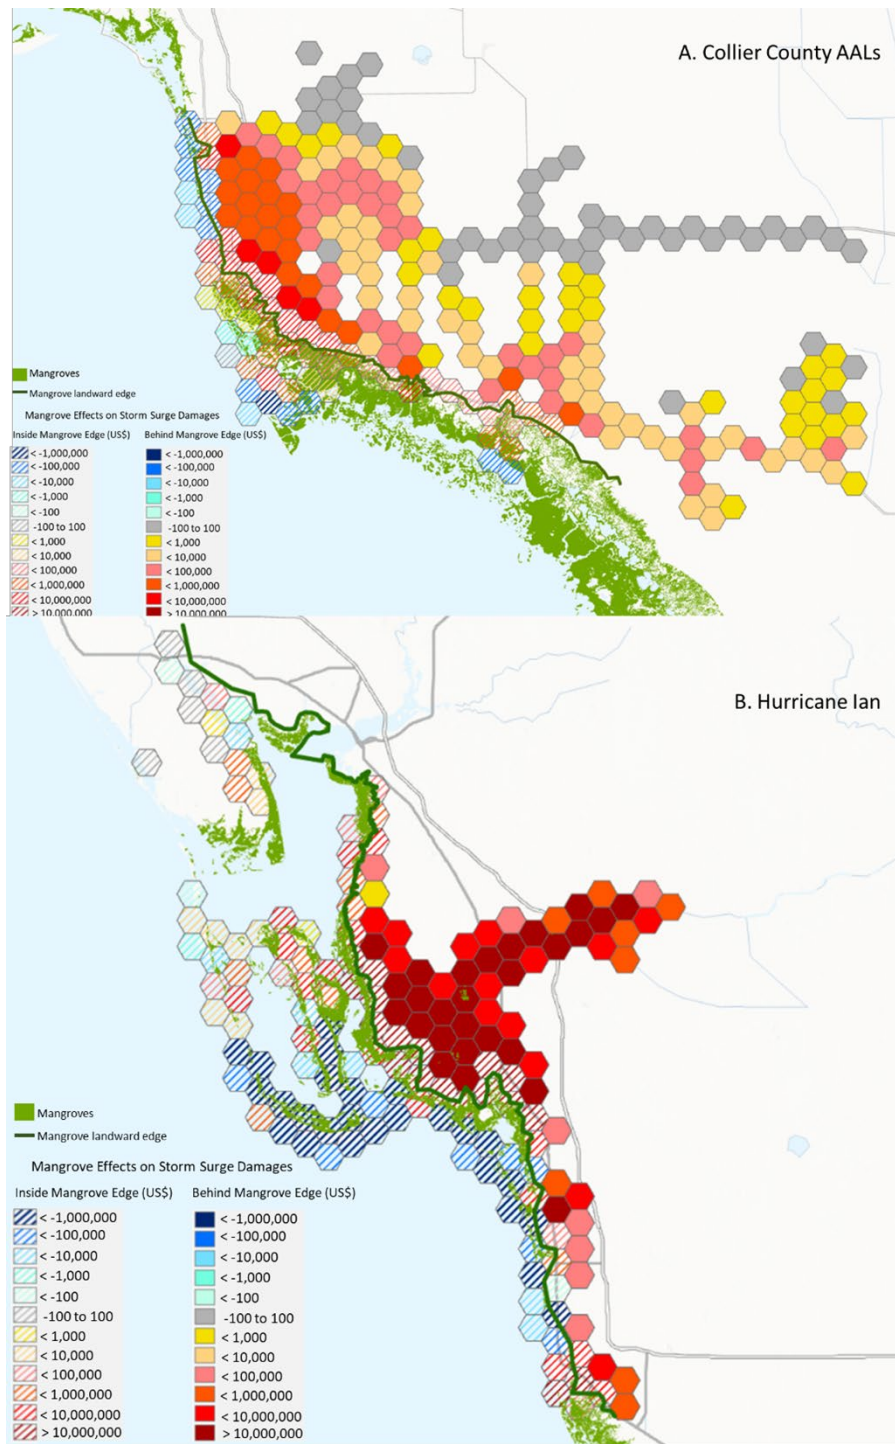 A. Collier County AALs
Mangroves
Mangrove landward edge
Mangrove Effects on Storm Surge Damages
Inside Mangrove Edge (US$)
< -1,000,000
< -100,000
< -10,000
< -1,000
< -100
-100 to 100
< 1,000
< 10,000
< 100,000
< 1,000,000
< 10,000,000
> 10,000,000
Behind Mangrove Edge (US$)
< -1,000,000
< -100,000
< -10,000
< -1,000
< -100
-100 to 100
< 1,000
< 10,000
< 100,000
< 1,000,000
< 10,000,000
> 10,000,000
B. Hurricane Ian
Mangroves
Mangrove landward edge
Mangrove Effects on Storm Surge Damages
Inside Mangrove Edge (US$)
< -1,000,000
< -100,000
< -10,000
< -1,000
< -100
-100 to 100
< 1,000
< 10,000
< 100,000
< 1,000,000
< 10,000,000
> 10,000,000
Behind Mangrove Edge (US$)
< -1,000,000
< -100,000
< -10,000
< -1,000
< -100
-100 to 100
< 1,000
< 10,000
< 100,000
< 1,000,000
< 10,000,000
> 10,000,000